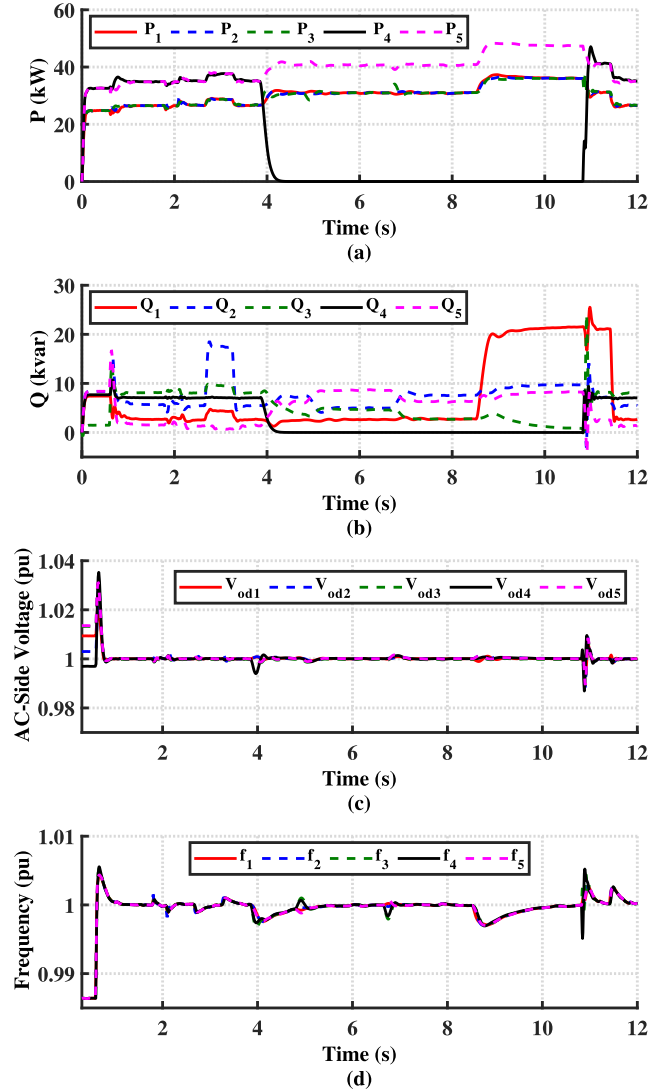 60
40
20
0
P (kW)
P1 P2 P3 P4 P5
0 2 4 6 8 10 12
Time (s)
(a)
30
20
10
0
Q (kvar)
Q1 Q2 Q3 Q4 Q5
0 2 4 6 8 10 12
Time (s)
(b)
1.04
1.02
1
0.98
AC-Side Voltage (pu)
Vod1 Vod2 Vod3 Vod4 Vod5
2 4 6 8 10 12
Time (s)
(c)
1.01
1
0.99
Frequency (pu)
f1 f2 f3 f4 f5
2 4 6 8 10 12
Time (s)
(d)